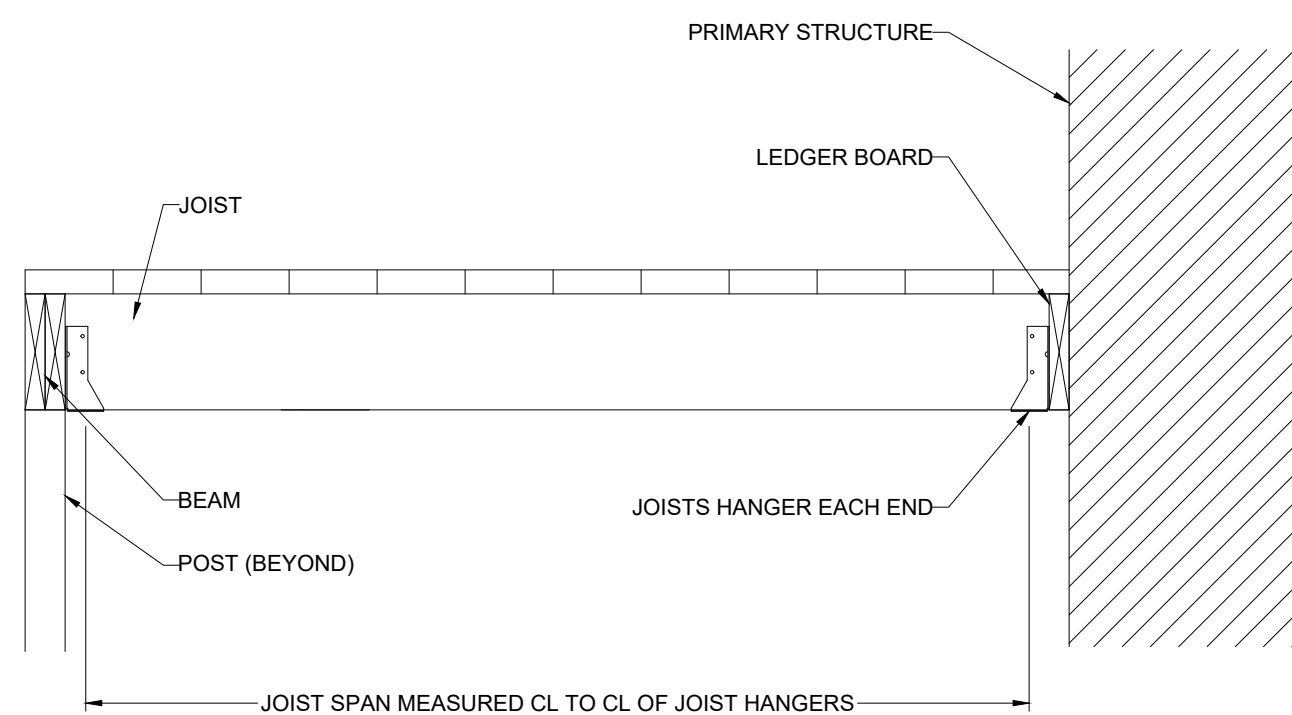 PRIMARY STRUCTURE
LEDGER BOARD
JOIST
BEAM
JOISTS HANGER EACH END
POST (BEYOND)
JOIST SPAN MEASURED CL TO CL OF JOIST HANGERS